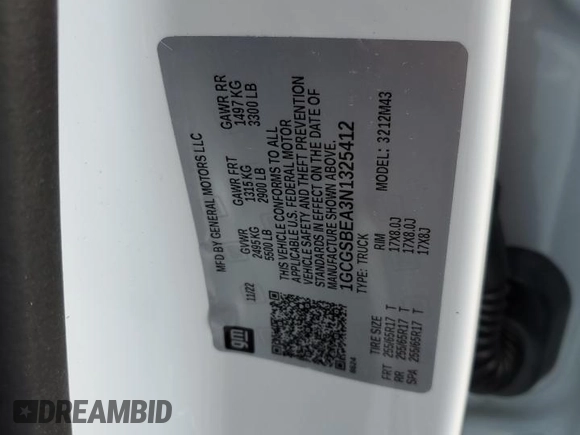 MFD BY GENERAL MOTORS LLC
11/22
GVWR
2495 KG
5500 LB
GAWR FRT
1315 KG
2900 LB
GAWR RR
1497 KG
3300 LB
THIS VEHICLE CONFORMS TO ALL
APPLICABLE U.S. FEDERAL MOTOR
VEHICLE SAFETY AND THEFT PREVENTION
STANDARDS IN EFFECT ON THE DATE OF
MANUFACTURE SHOWN ABOVE.
1GCGSBEA3N1325412
TYPE: TRUCK
MODEL: 3212M43
TIRE SIZE RIM
FRT 255/65R17 T 17X8.0J
RR 255/65R17 T 17X8.0J
SPA 255/65R17 T 17X8J
gm
DREAMBID